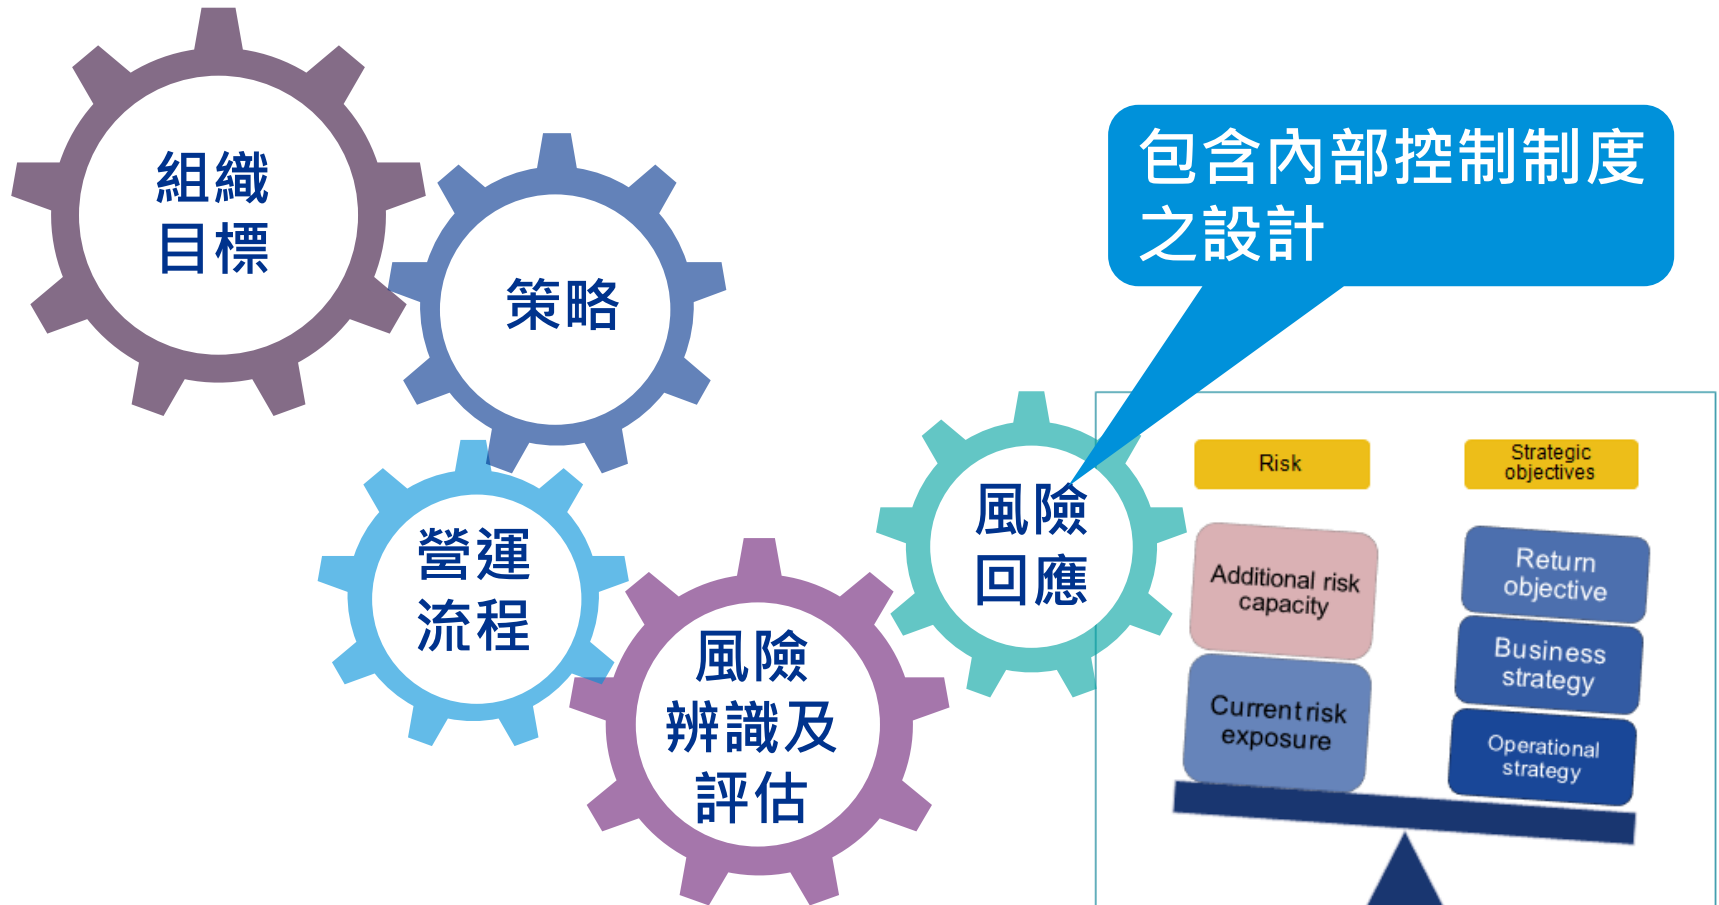 組織
目標
策略
營運
流程
風險
辨識及
評估
風險
回應
包含內部控制制度
之設計
Risk
Strategic
objectives
Additional risk
capacity
Current risk
exposure
Return
objective
Business
strategy
Operational
strategy